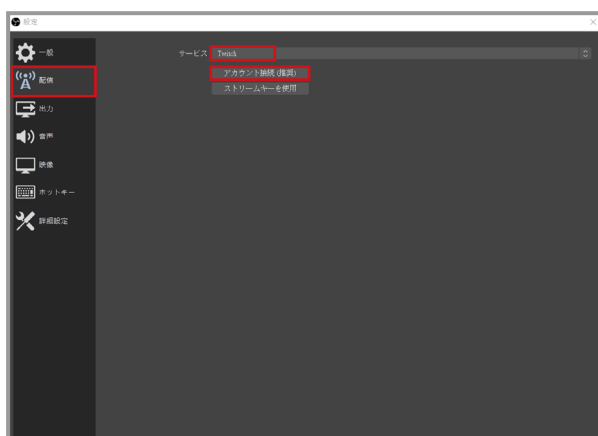 設定
一般
配信
出力
音声
映像
ホットキー
詳細設定
サービス Twitch
アカウント接続 (推奨)
ストリームキーを使用